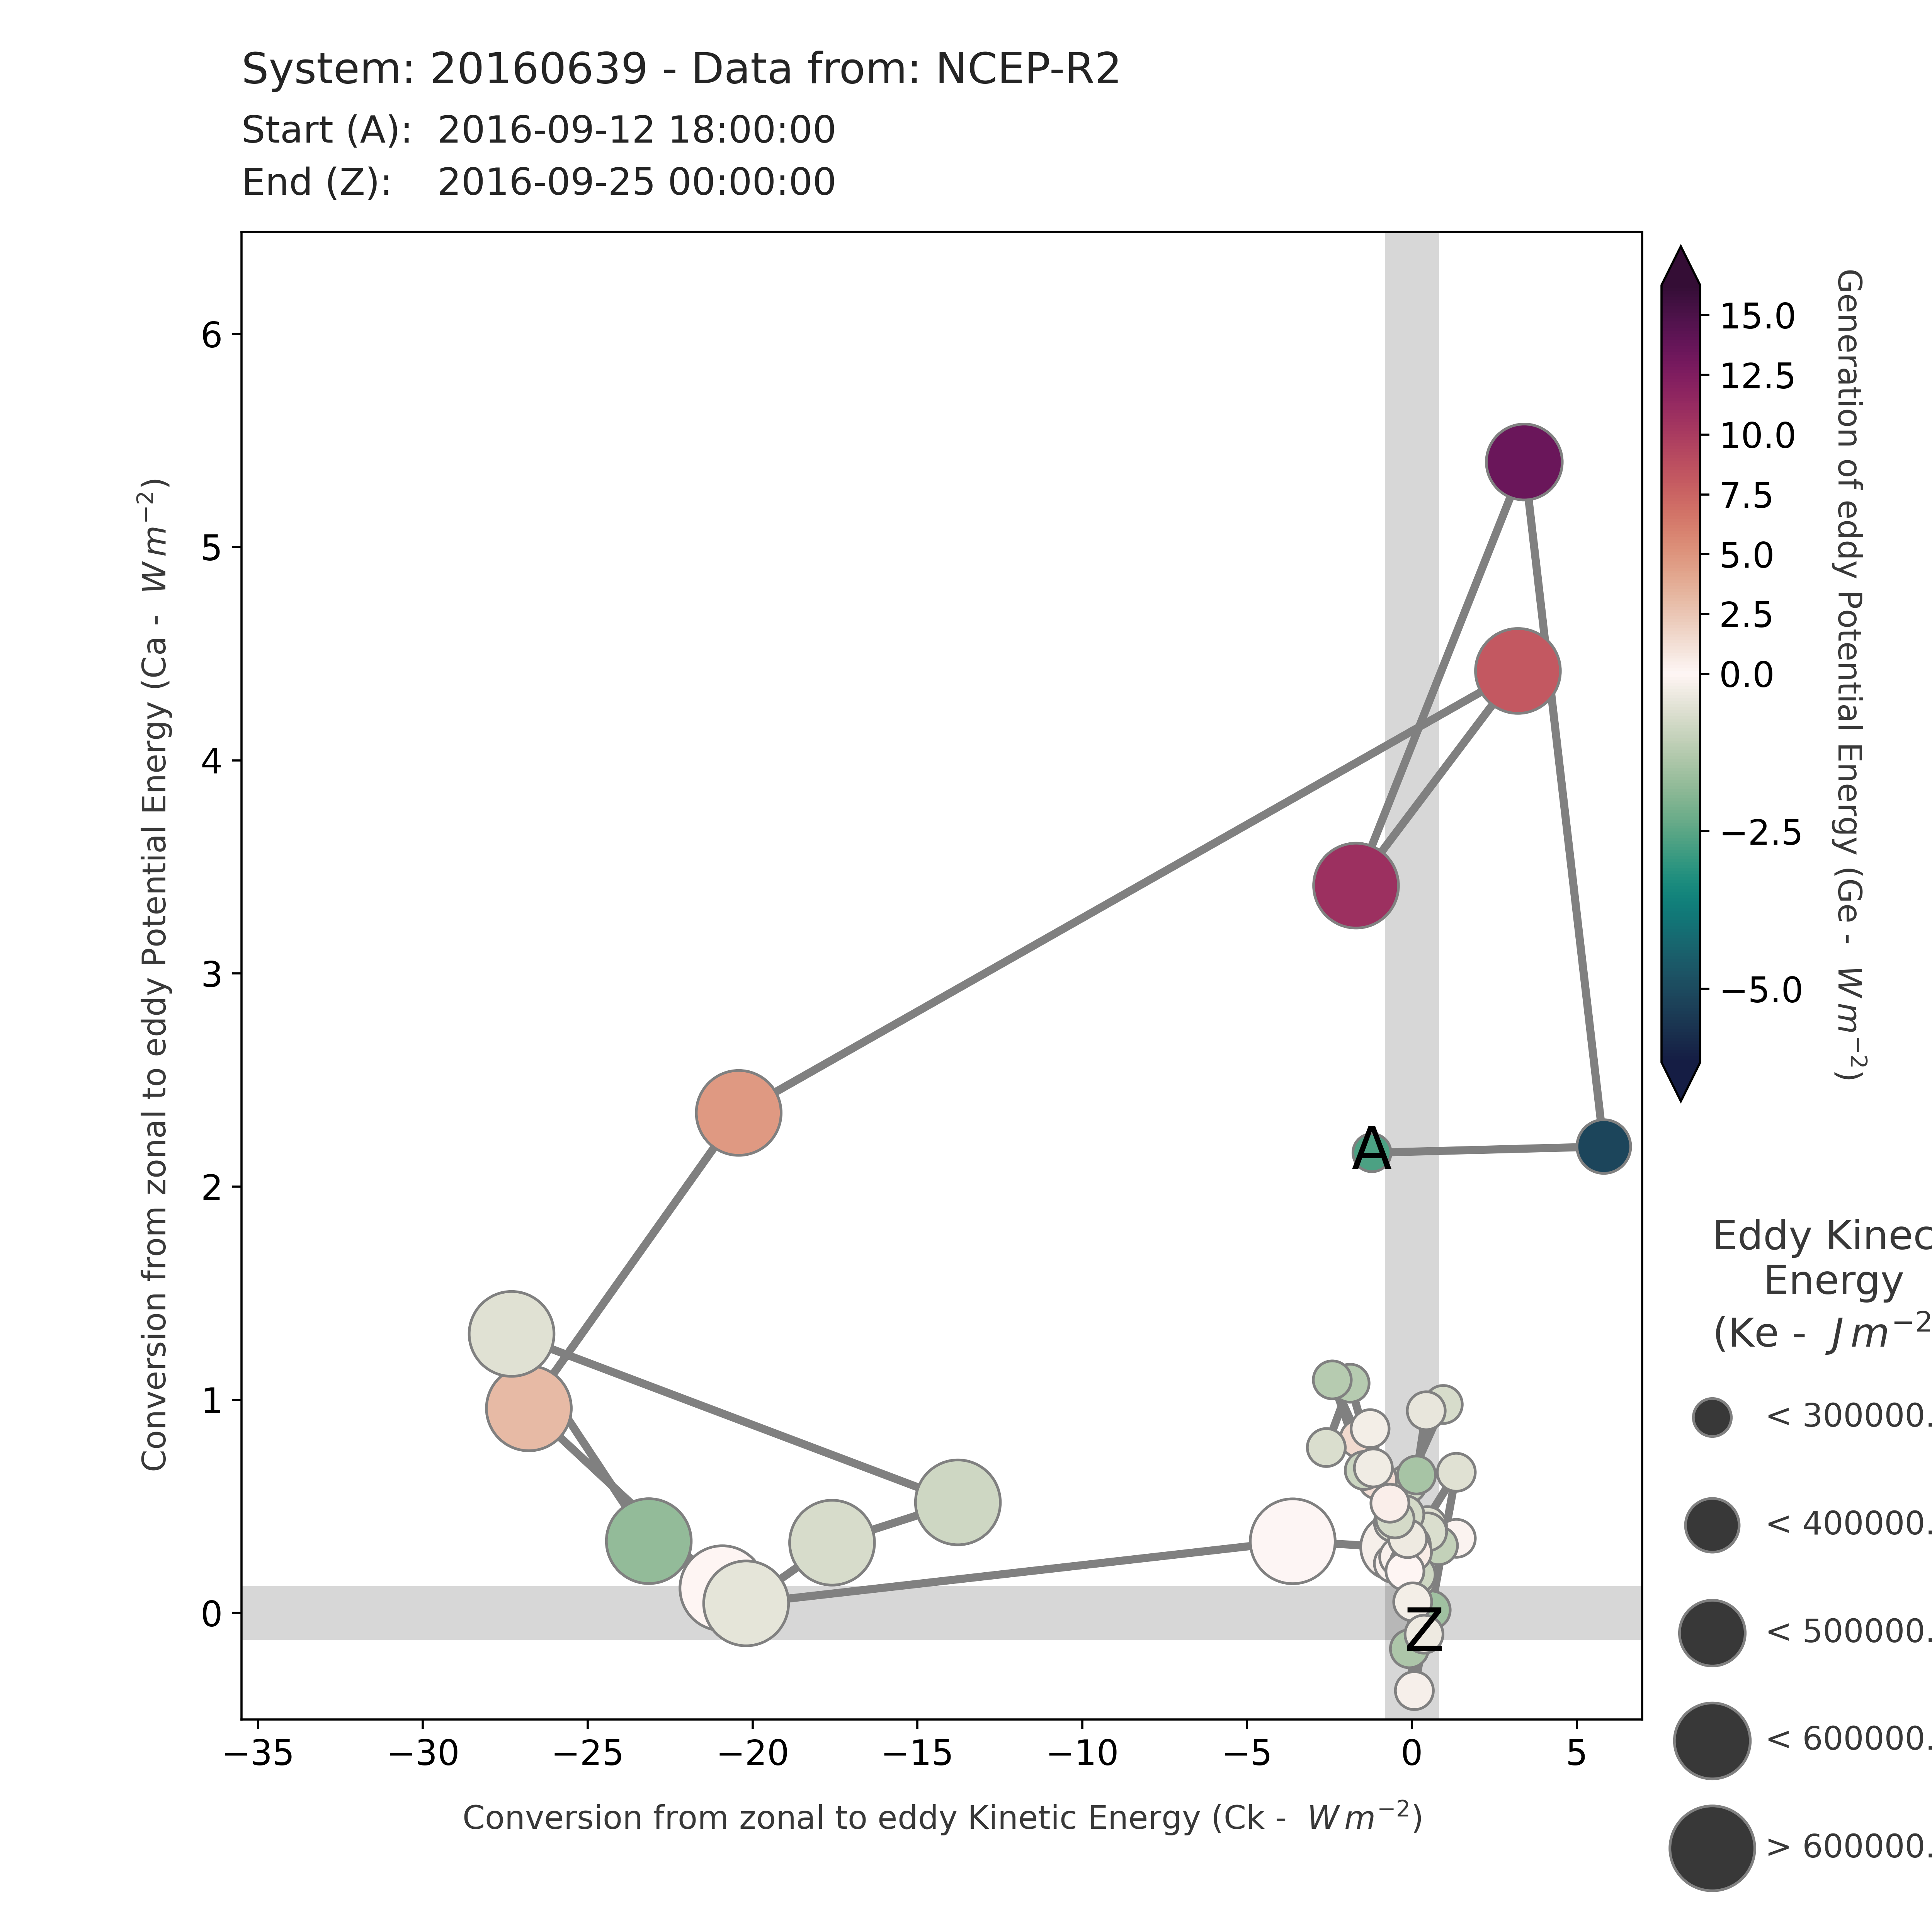 System: 20160639 - Data from: NCEP-R2
Start (A): 2016-09-12 18:00:00
End (Z): 2016-09-25 00:00:00
Conversion from zonal to eddy Potential Energy (Ca - W m⁻²)
6
5
4
3
2
1
0
A
Z
−35 −30 −25 −20 −15 −10 −5 0 5
Conversion from zonal to eddy Kinetic Energy (Ck - W m⁻²)
15.0
12.5
10.0
7.5
5.0
2.5
0.0
−2.5
−5.0
Generation of eddy Potential Energy (Ge - W m⁻²)
Eddy Kinec
Energy
(Ke - J m⁻²
< 300000.
< 400000.
< 500000.
< 600000.
> 600000.